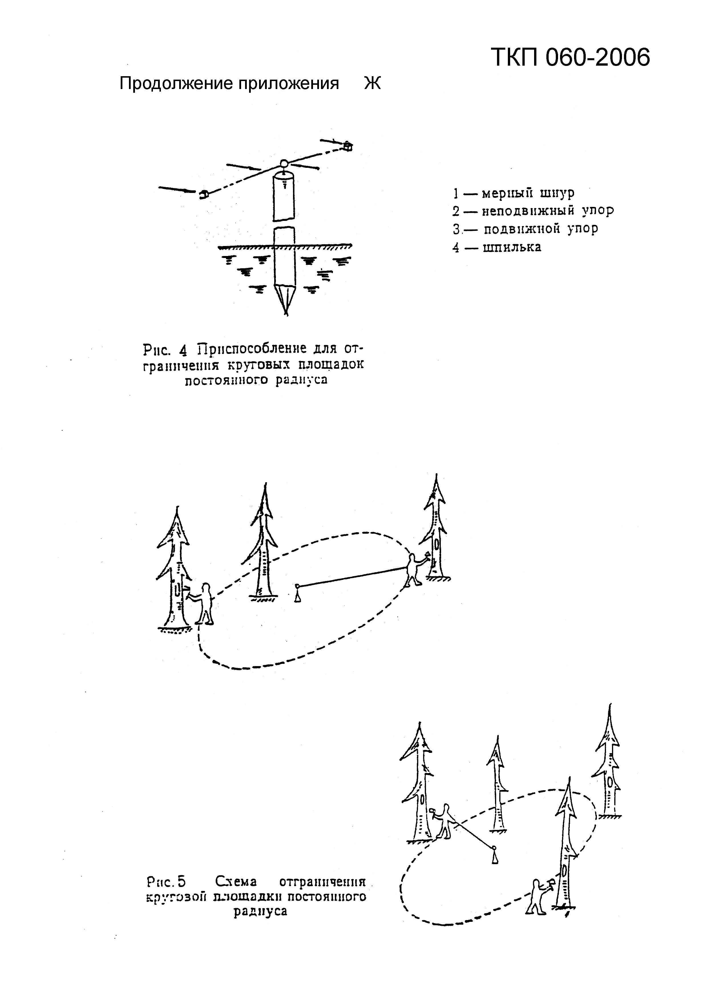 ТКП 060-2006
Продолжение приложения Ж
1 — мерный шнур
2 — неподвижный упор
3.— подвижной упор
4 — шпилька
Рис. 4 Приспособление для от-
граничения круговых площадок
постоянного радиуса
Рис. 5 Схема отграничения
круговой площадки постоянного
радиуса